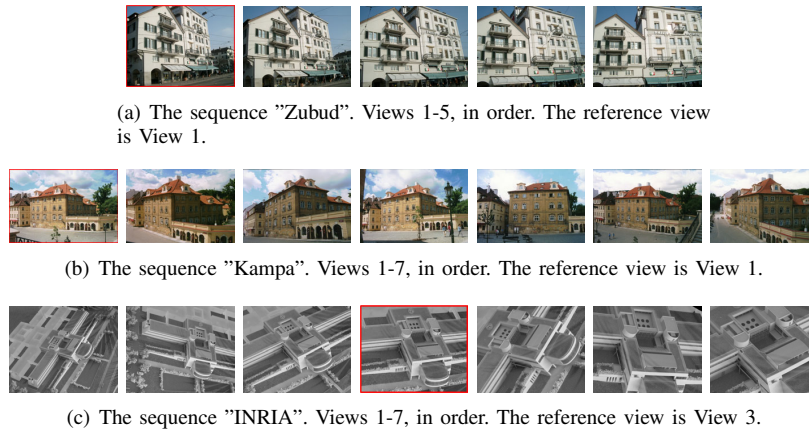 (a) The sequence ”Zubud”. Views 1-5, in order. The reference view
is View 1.
(b) The sequence ”Kampa”. Views 1-7, in order. The reference view is View 1.
(c) The sequence ”INRIA”. Views 1-7, in order. The reference view is View 3.